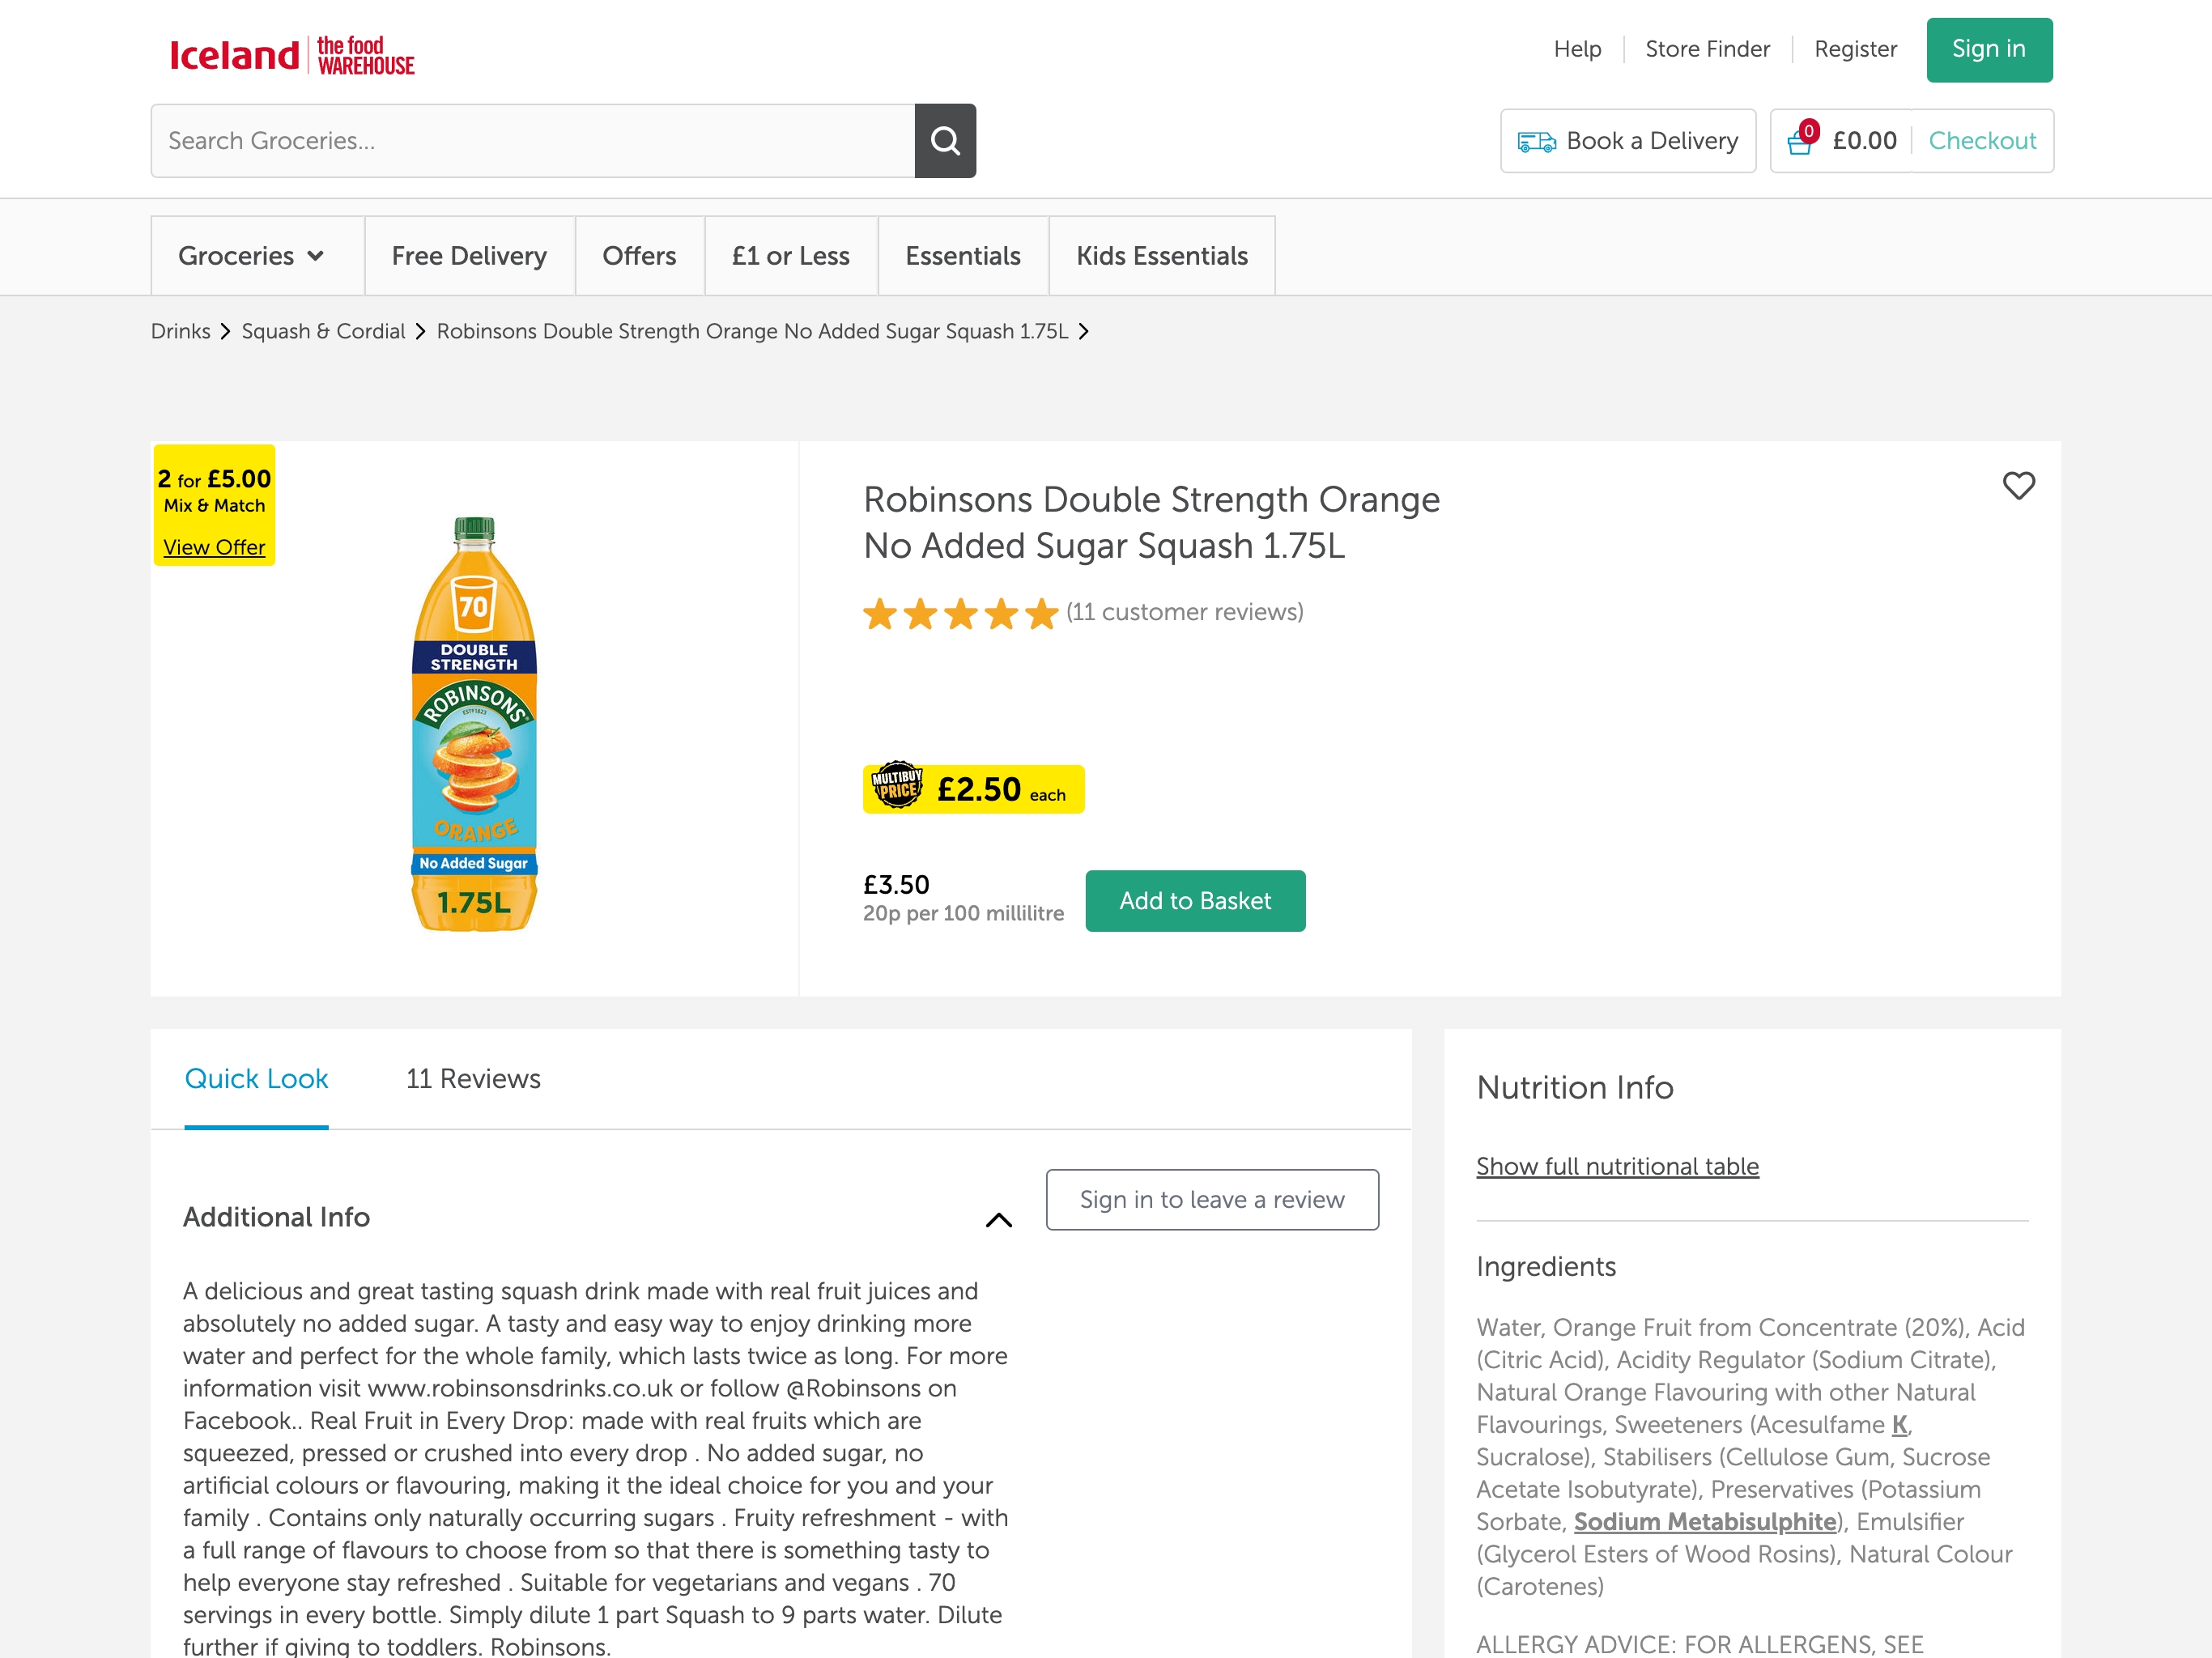 Iceland the food WAREHOUSE
Help Store Finder Register Sign in
Search Groceries...
Book a Delivery 0 £0.00 Checkout
Groceries Free Delivery Offers £1 or Less Essentials Kids Essentials
Drinks Squash & Cordial Robinsons Double Strength Orange No Added Sugar Squash 1.75L
2 for £5.00
Mix & Match
View Offer
70
DOUBLE
STRENGTH
ROBINSONS
ESTD 1823
ORANGE
No Added Sugar
1.75L
Robinsons Double Strength Orange
No Added Sugar Squash 1.75L
(11 customer reviews)
MULTIBUY
PRICE
£2.50 each
£3.50
20p per 100 millilitre
Add to Basket
Quick Look 11 Reviews
Sign in to leave a review
Additional Info
A delicious and great tasting squash drink made with real fruit juices and
absolutely no added sugar. A tasty and easy way to enjoy drinking more
water and perfect for the whole family, which lasts twice as long. For more
information visit www.robinsonsdrinks.co.uk or follow @Robinsons on
Facebook.. Real Fruit in Every Drop: made with real fruits which are
squeezed, pressed or crushed into every drop . No added sugar, no
artificial colours or flavouring, making it the ideal choice for you and your
family . Contains only naturally occurring sugars . Fruity refreshment - with
a full range of flavours to choose from so that there is something tasty to
help everyone stay refreshed . Suitable for vegetarians and vegans . 70
servings in every bottle. Simply dilute 1 part Squash to 9 parts water. Dilute
further if giving to toddlers. Robinsons.
Nutrition Info
Show full nutritional table
Ingredients
Water, Orange Fruit from Concentrate (20%), Acid
(Citric Acid), Acidity Regulator (Sodium Citrate),
Natural Orange Flavouring with other Natural
Flavourings, Sweeteners (Acesulfame K,
Sucralose), Stabilisers (Cellulose Gum, Sucrose
Acetate Isobutyrate), Preservatives (Potassium
Sorbate, Sodium Metabisulphite), Emulsifier
(Glycerol Esters of Wood Rosins), Natural Colour
(Carotenes)
ALLERGY ADVICE: FOR ALLERGENS, SEE